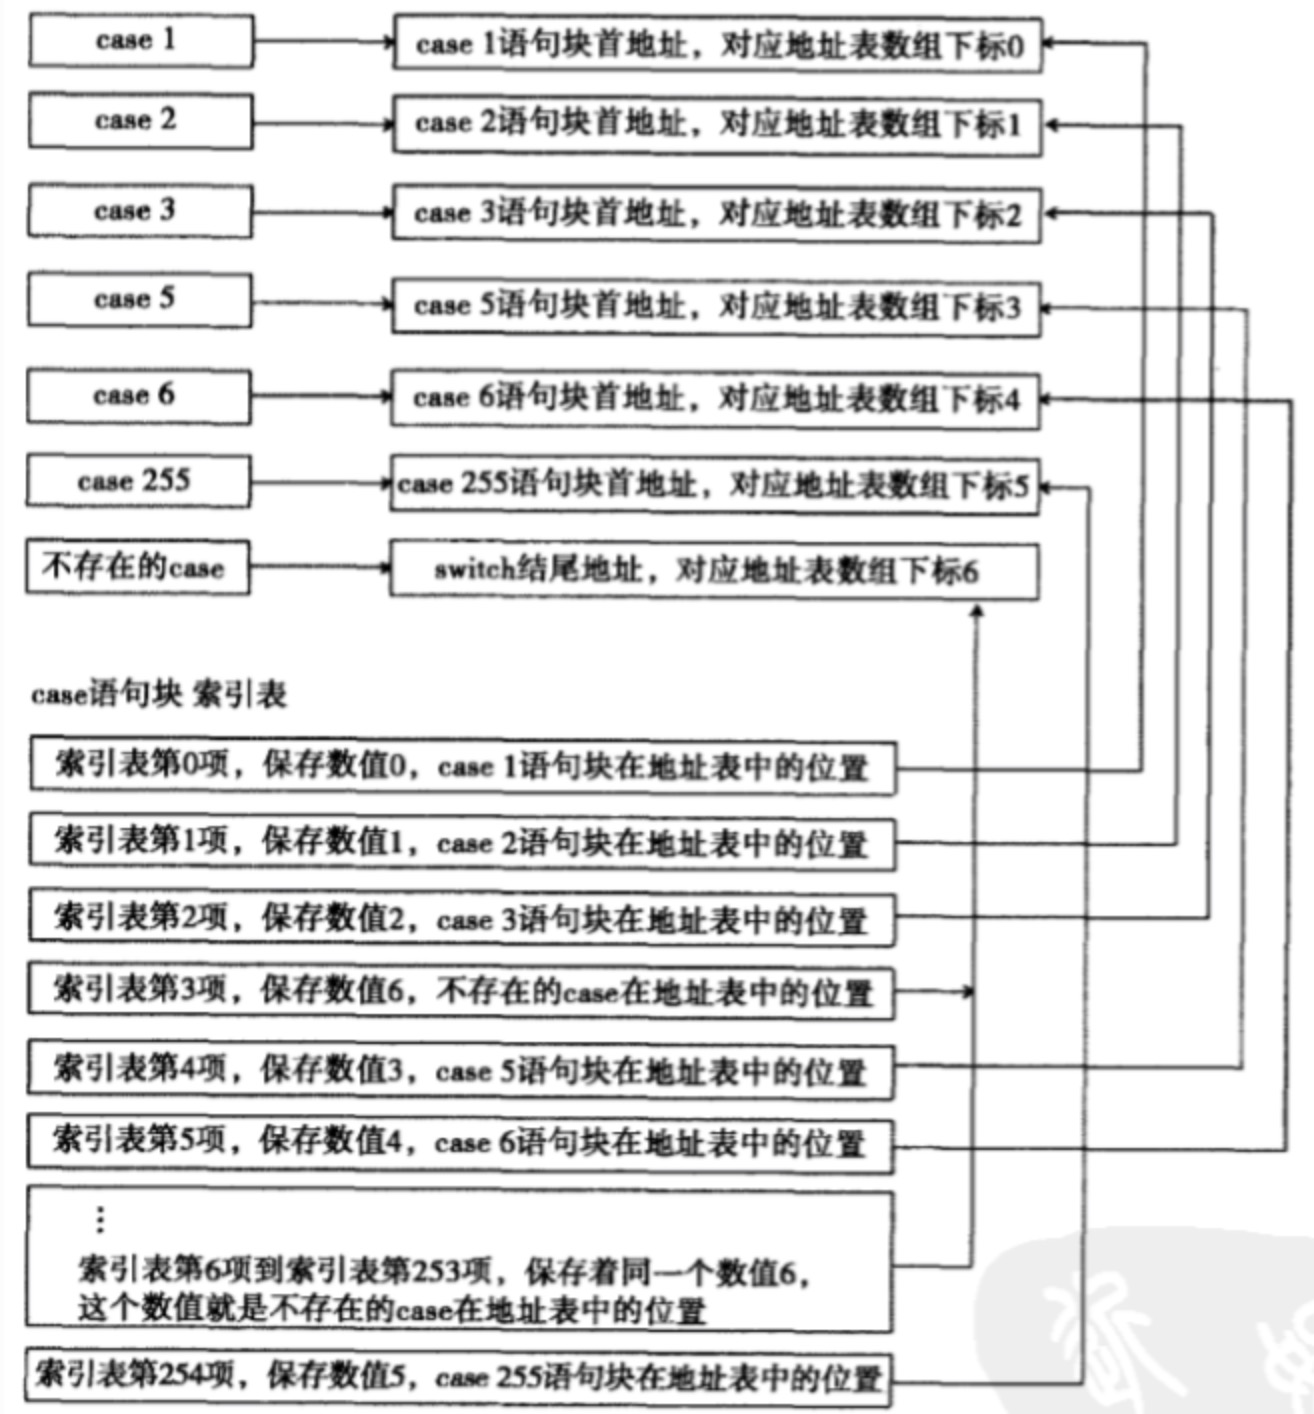 case 1
case 1语句块首地址，对应地址表数组下标0
case 2
case 2语句块首地址，对应地址表数组下标1
case 3
case 3语句块首地址，对应地址表数组下标2
case 5
case 5语句块首地址，对应地址表数组下标3
case 6
case 6语句块首地址，对应地址表数组下标4
case 255
case 255语句块首地址，对应地址表数组下标5
不存在的case
switch结尾地址，对应地址表数组下标6
case语句块 索引表
索引表第0项，保存数值0，case 1语句块在地址表中的位置
索引表第1项，保存数值1，case 2语句块在地址表中的位置
索引表第2项，保存数值2，case 3语句块在地址表中的位置
索引表第3项，保存数值6，不存在的case在地址表中的位置
索引表第4项，保存数值3，case 5语句块在地址表中的位置
索引表第5项，保存数值4，case 6语句块在地址表中的位置
⋮
索引表第6项到索引表第253项，保存着同一个数值6，
这个数值就是不存在的case在地址表中的位置
索引表第254项，保存数值5，case 255语句块在地址表中的位置